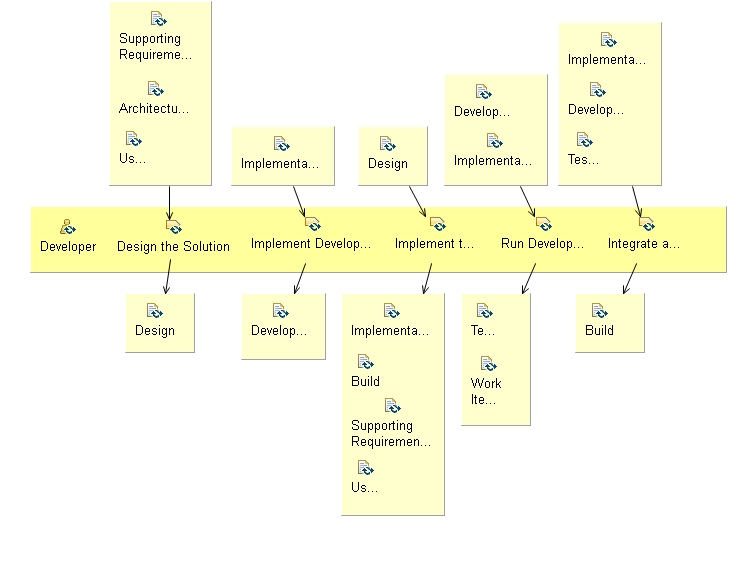 Supporting
Requireme...
Architectu...
Us...
Implementa...
Design
Develop...
Implementa...
Implementa...
Develop...
Tes...
Developer
Design the Solution
Implement Develop...
Implement t...
Run Develop...
Integrate a...
Design
Develop...
Implementa...
Build
Supporting
Requiremen...
Us...
Te...
Work
Ite...
Build